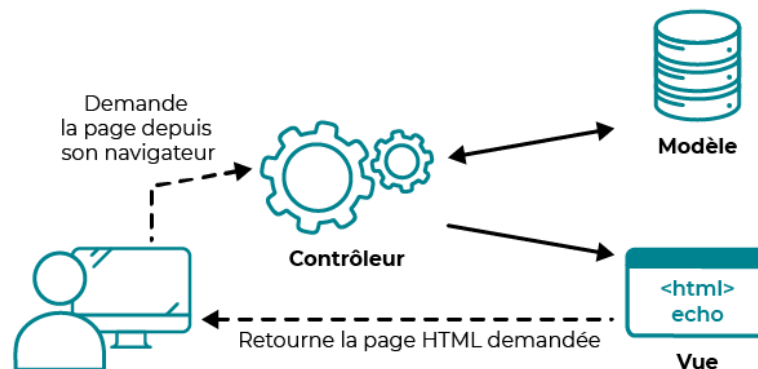 Demande
la page depuis
son navigateur
Modèle
Contrôleur
<html>
echo
Retourne la page HTML demandée
Vue